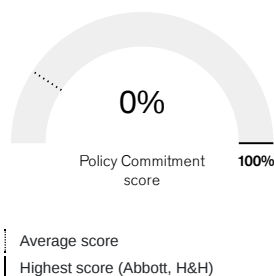 0%
Policy Commitment
score
100%
Average score
Highest score (Abbott, H&H)